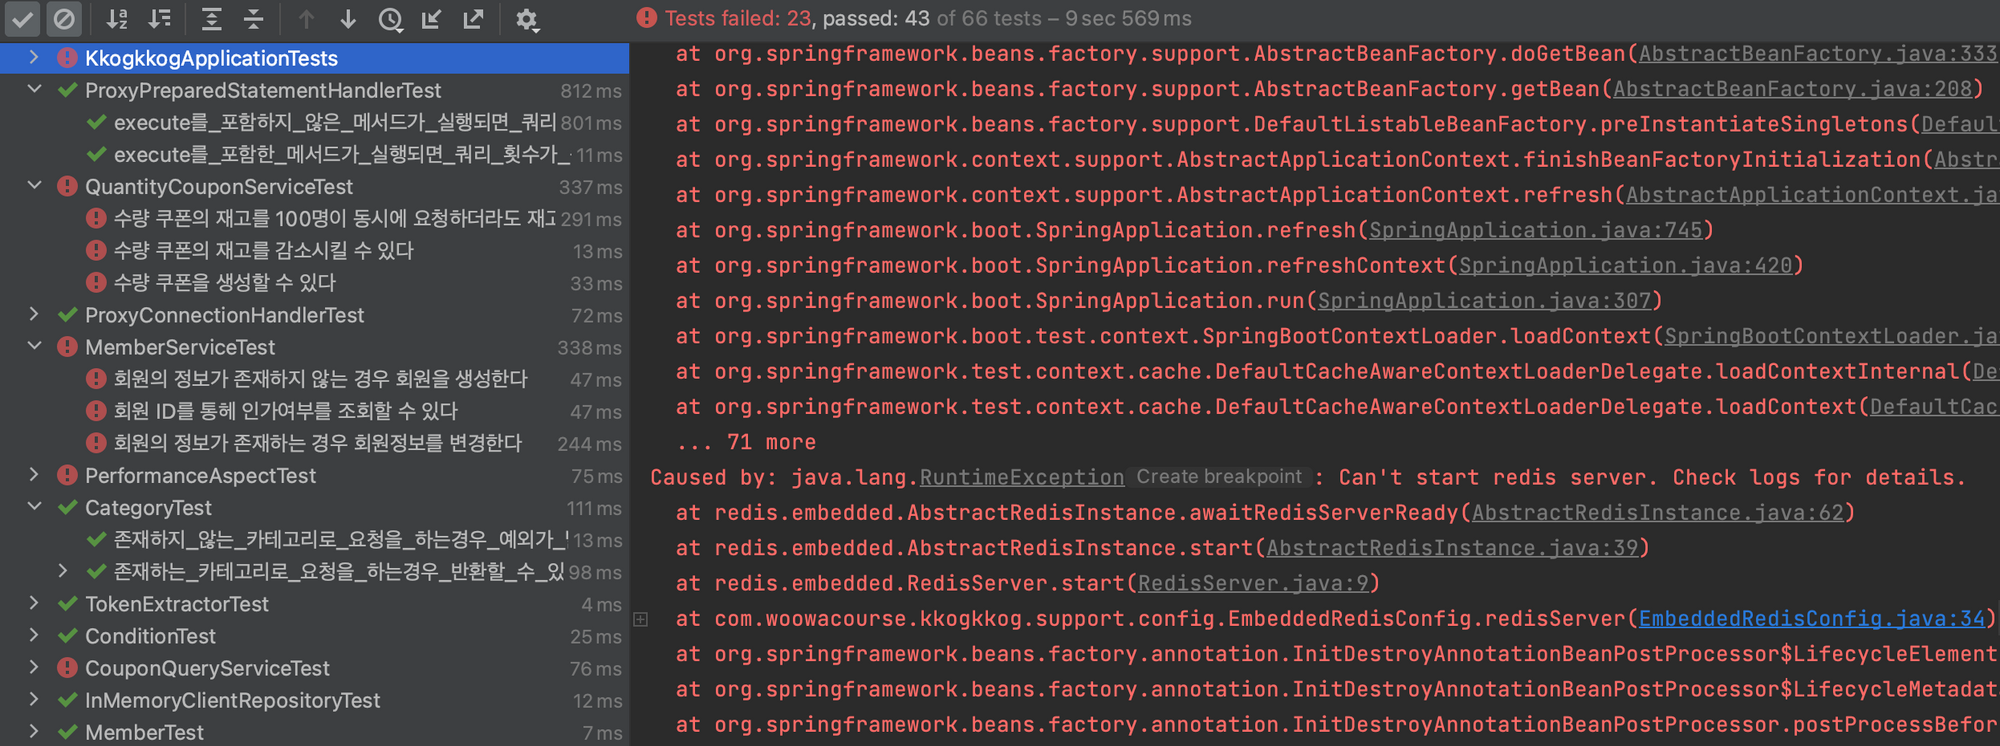 Tests failed: 23, passed: 43 of 66 tests – 9 sec 569 ms
KkogkkogApplicationTests
ProxyPreparedStatementHandlerTest 812 ms
execute를_포함하지_않은_메서드가_실행되면_쿼리 801 ms
execute를_포함한_메서드가_실행되면_쿼리_횟수가_ 11 ms
QuantityCouponServiceTest 337 ms
수량 쿠폰의 재고를 100명이 동시에 요청하더라도 재고 291 ms
수량 쿠폰의 재고를 감소시킬 수 있다 13 ms
수량 쿠폰을 생성할 수 있다 33 ms
ProxyConnectionHandlerTest 72 ms
MemberServiceTest 338 ms
회원의 정보가 존재하지 않는 경우 회원을 생성한다 47 ms
회원 ID를 통헤 인가여부를 조회할 수 있다 47 ms
회원의 정보가 존재하는 경우 회원정보를 변경한다 244 ms
PerformanceAspectTest 75 ms
CategoryTest 111 ms
존재하지_않는_카테고리로_요청을_하는경우_예외가_ 13 ms
존재하는_카테고리로_요청을_하는경우_반환할_수_있 98 ms
TokenExtractorTest 4 ms
ConditionTest 25 ms
CouponQueryServiceTest 76 ms
InMemoryClientRepositoryTest 12 ms
MemberTest 7 ms
at org.springframework.beans.factory.support.AbstractBeanFactory.doGetBean(AbstractBeanFactory.java:333
at org.springframework.beans.factory.support.AbstractBeanFactory.getBean(AbstractBeanFactory.java:208)
at org.springframework.beans.factory.support.DefaultListableBeanFactory.preInstantiateSingletons(Defaul
at org.springframework.context.support.AbstractApplicationContext.finishBeanFactoryInitialization(Abstr
at org.springframework.context.support.AbstractApplicationContext.refresh(AbstractApplicationContext.ja
at org.springframework.boot.SpringApplication.refresh(SpringApplication.java:745)
at org.springframework.boot.SpringApplication.refreshContext(SpringApplication.java:420)
at org.springframework.boot.SpringApplication.run(SpringApplication.java:307)
at org.springframework.boot.test.context.SpringBootContextLoader.loadContext(SpringBootContextLoader.ja
at org.springframework.test.context.cache.DefaultCacheAwareContextLoaderDelegate.loadContextInternal(De
at org.springframework.test.context.cache.DefaultCacheAwareContextLoaderDelegate.loadContext(DefaultCac
... 71 more
Caused by: java.lang.RuntimeException Create breakpoint : Can't start redis server. Check logs for details.
at redis.embedded.AbstractRedisInstance.awaitRedisServerReady(AbstractRedisInstance.java:62)
at redis.embedded.AbstractRedisInstance.start(AbstractRedisInstance.java:39)
at redis.embedded.RedisServer.start(RedisServer.java:9)
at com.woowacourse.kkogkkog.support.config.EmbeddedRedisConfig.redisServer(EmbeddedRedisConfig.java:34)
at org.springframework.beans.factory.annotation.InitDestroyAnnotationBeanPostProcessor$LifecycleElement
at org.springframework.beans.factory.annotation.InitDestroyAnnotationBeanPostProcessor$LifecycleMetadat
at org.springframework.beans.factory.annotation.InitDestroyAnnotationBeanPostProcessor.postProcessBefor